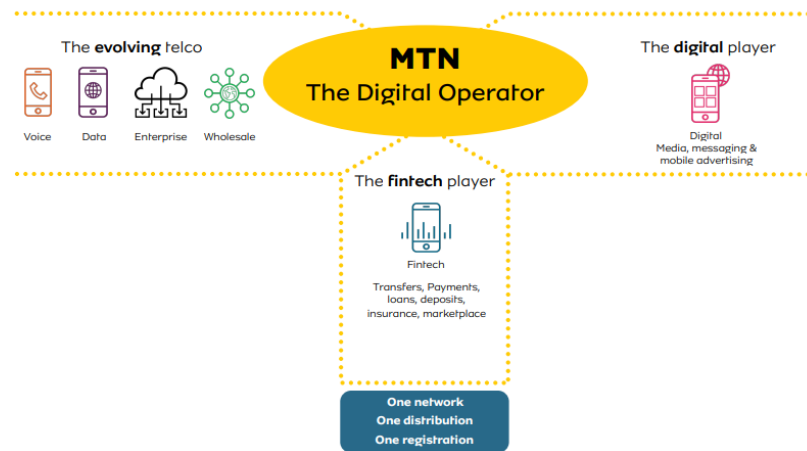 The evolving telco
Voice
Data
Enterprise
Wholesale
MTN
The Digital Operator
The digital player
Digital
Media, messaging &
mobile advertising
The fintech player
Fintech
Transfers, Payments,
loans, deposits,
insurance, marketplace
One network
One distribution
One registration